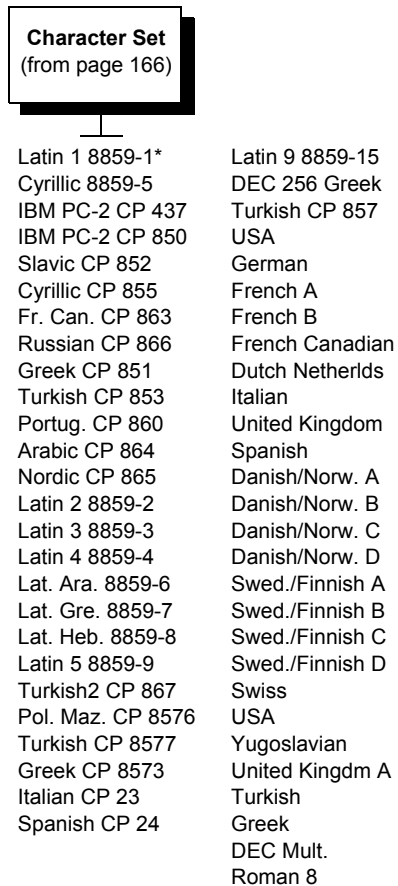 Character Set
(from page 166)
Latin 1 8859-1*
Cyrillic 8859-5
IBM PC-2 CP 437
IBM PC-2 CP 850
Slavic CP 852
Cyrillic CP 855
Fr. Can. CP 863
Russian CP 866
Greek CP 851
Turkish CP 853
Portug. CP 860
Arabic CP 864
Nordic CP 865
Latin 2 8859-2
Latin 3 8859-3
Latin 4 8859-4
Lat. Ara. 8859-6
Lat. Gre. 8859-7
Lat. Heb. 8859-8
Latin 5 8859-9
Turkish2 CP 867
Pol. Maz. CP 8576
Turkish CP 8577
Greek CP 8573
Italian CP 23
Spanish CP 24
Latin 9 8859-15
DEC 256 Greek
Turkish CP 857
USA
German
French A
French B
French Canadian
Dutch Netherlds
Italian
United Kingdom
Spanish
Danish/Norw. A
Danish/Norw. B
Danish/Norw. C
Danish/Norw. D
Swed./Finnish A
Swed./Finnish B
Swed./Finnish C
Swed./Finnish D
Swiss
USA
Yugoslavian
United Kingdm A
Turkish
Greek
DEC Mult.
Roman 8